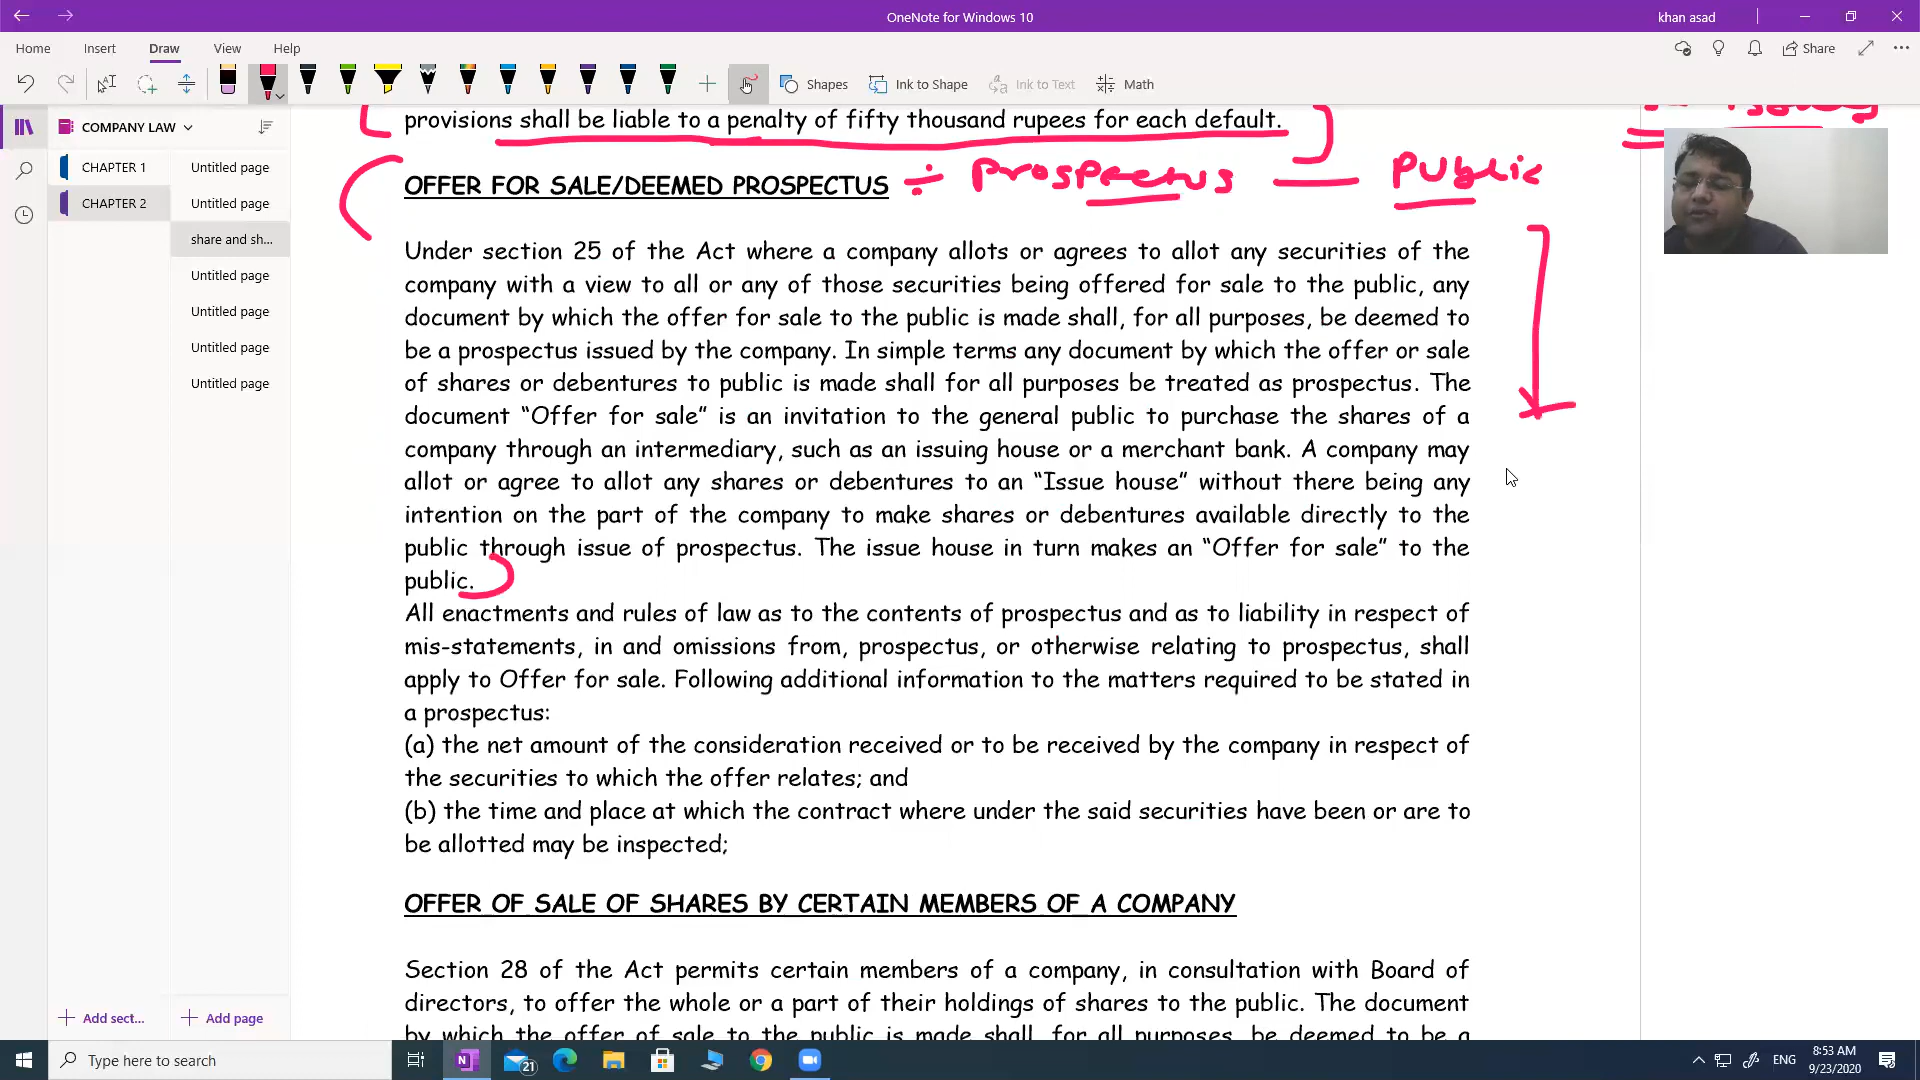 OneNote for Windows 10
khan asad
Home Insert Draw View Help
Share
Shapes Ink to Shape Ink to Text Math
COMPANY LAW
CHAPTER 1
CHAPTER 2
Untitled page
Untitled page
share and sh...
Untitled page
Untitled page
Untitled page
Untitled page
Add sect...
Add page
provisions shall be liable to a penalty of fifty thousand rupees for each default.
OFFER FOR SALE/DEEMED PROSPECTUS ÷ Prospectus — Public
Under section 25 of the Act where a company allots or agrees to allot any securities of the
company with a view to all or any of those securities being offered for sale to the public, any
document by which the offer for sale to the public is made shall, for all purposes, be deemed to
be a prospectus issued by the company. In simple terms any document by which the offer or sale
of shares or debentures to public is made shall for all purposes be treated as prospectus. The
document “Offer for sale” is an invitation to the general public to purchase the shares of a
company through an intermediary, such as an issuing house or a merchant bank. A company may
allot or agree to allot any shares or debentures to an “Issue house” without there being any
intention on the part of the company to make shares or debentures available directly to the
public through issue of prospectus. The issue house in turn makes an “Offer for sale” to the
public.
All enactments and rules of law as to the contents of prospectus and as to liability in respect of
mis-statements, in and omissions from, prospectus, or otherwise relating to prospectus, shall
apply to Offer for sale. Following additional information to the matters required to be stated in
a prospectus:
(a) the net amount of the consideration received or to be received by the company in respect of
the securities to which the offer relates; and
(b) the time and place at which the contract where under the said securities have been or are to
be allotted may be inspected;
OFFER OF SALE OF SHARES BY CERTAIN MEMBERS OF A COMPANY
Section 28 of the Act permits certain members of a company, in consultation with Board of
directors, to offer the whole or a part of their holdings of shares to the public. The document
by which the offer of sale to the public is made shall, for all purposes, be deemed to be a
Type here to search
21
ENG
8:53 AM
9/23/2020